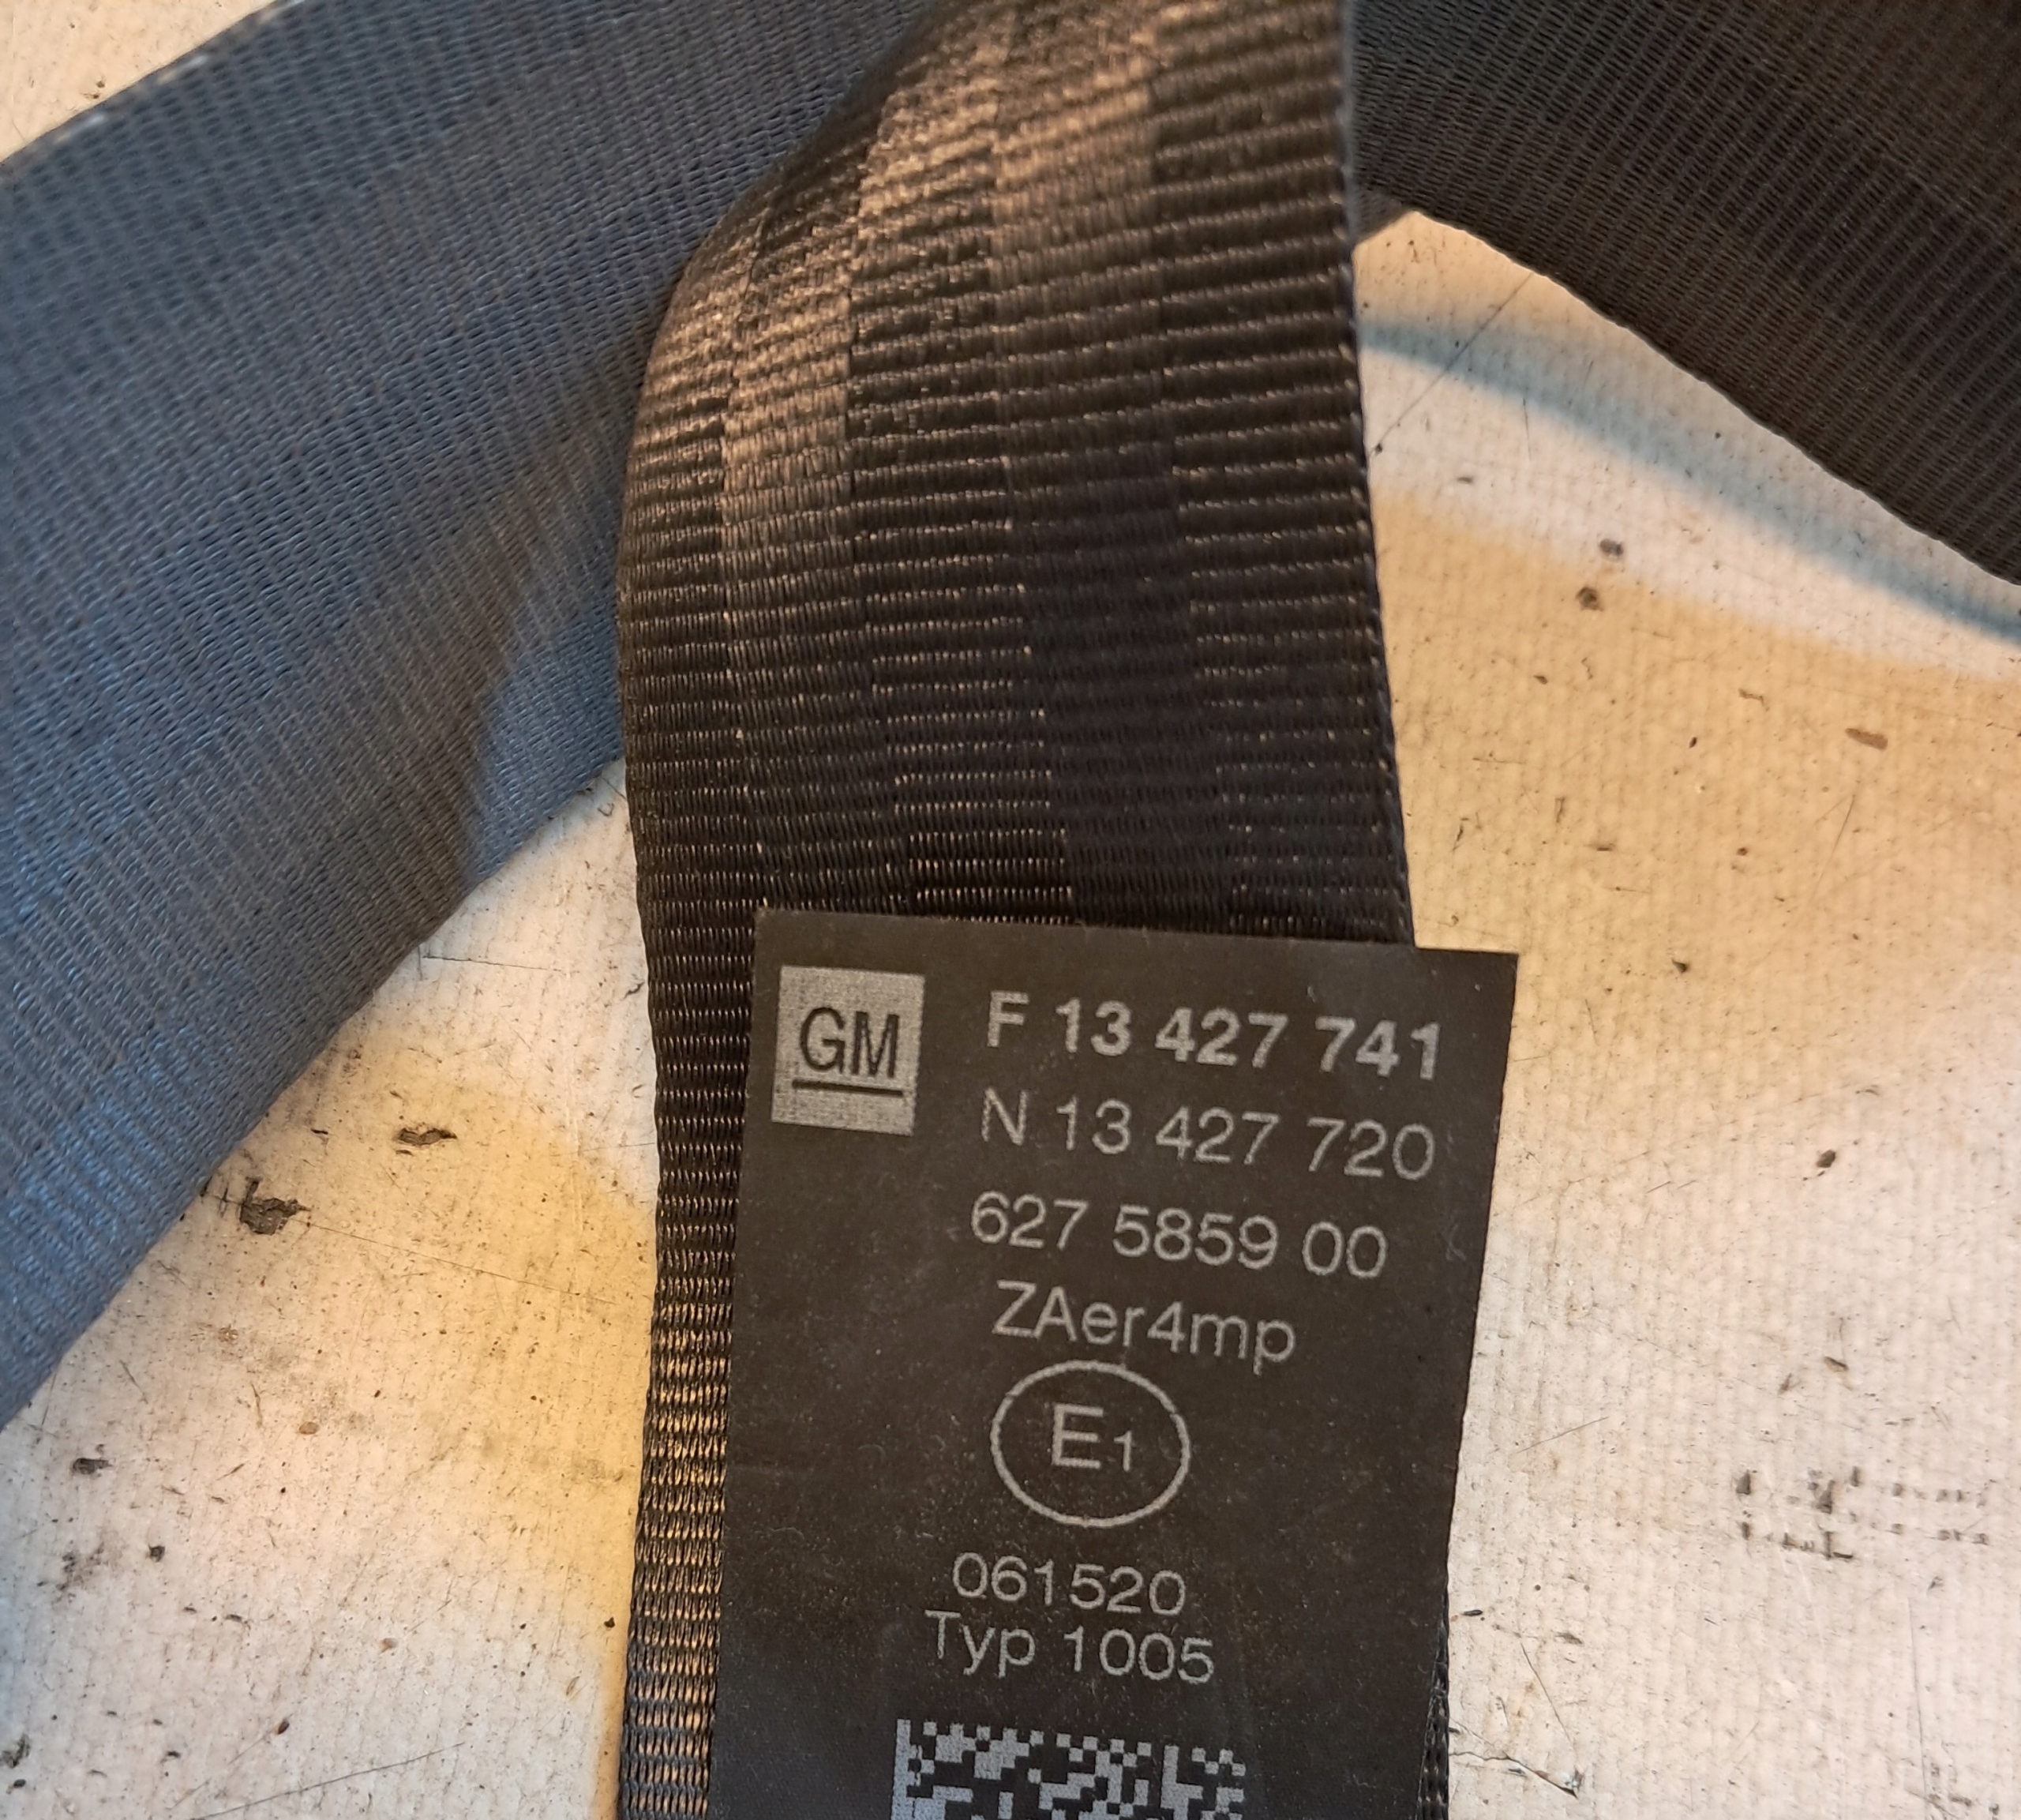 GM
F 13 427 741
N 13 427 720
627 5859 00
ZAer4mp
E1
061520
Typ 1005